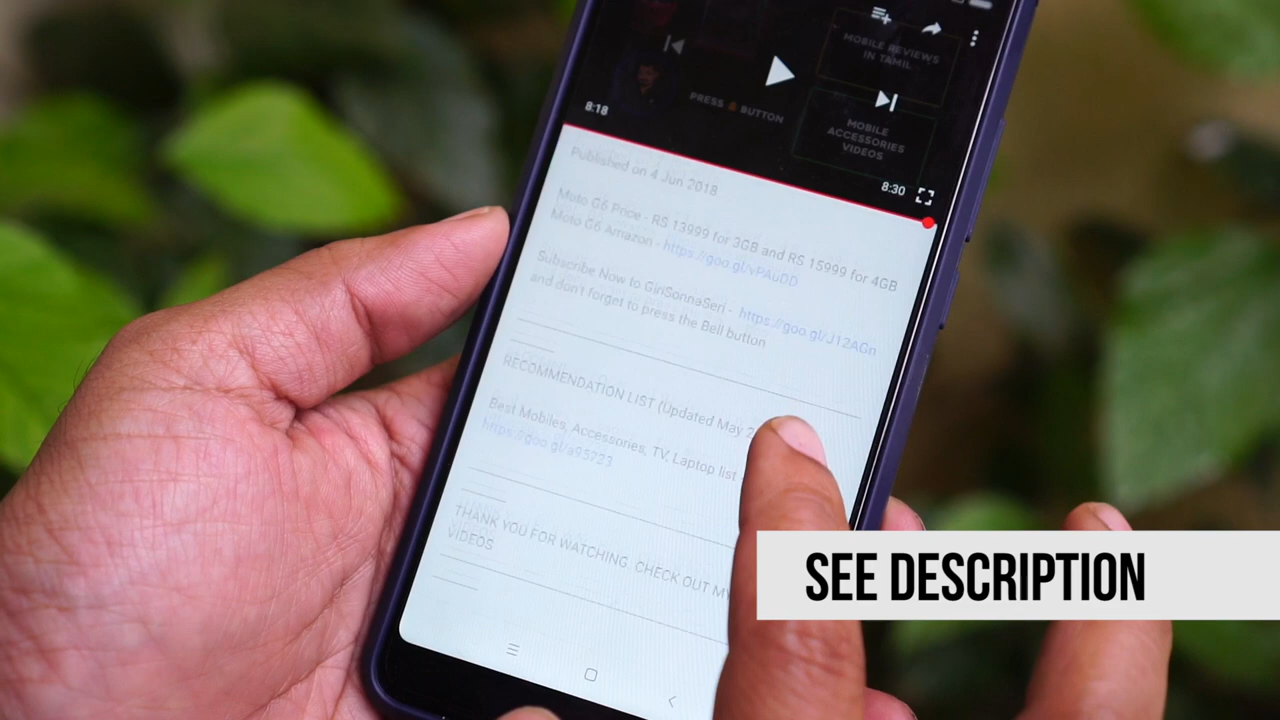 MOBILE REVIEWS
IN TAMIL
PRESS 🔔 BUTTON
MOBILE
ACCESSORIES
VIDEOS
8:18
8:30
Published on 4 Jun 2018
Moto G6 Price - RS 13999 for 3GB and RS 15999 for 4GB
Moto G6 Amazon - https://goo.gl/vPAuDD
Subscribe Now to GiriSonnaSeri - https://goo.gl/J12AGn
and don't forget to press the Bell button
RECOMMENDATION LIST (Updated May
Best Mobiles, Accessories, TV, Laptop list
https://goo.gl/a95723
THANK YOU FOR WATCHING CHECK OUT MY
VIDEOS
SEE DESCRIPTION